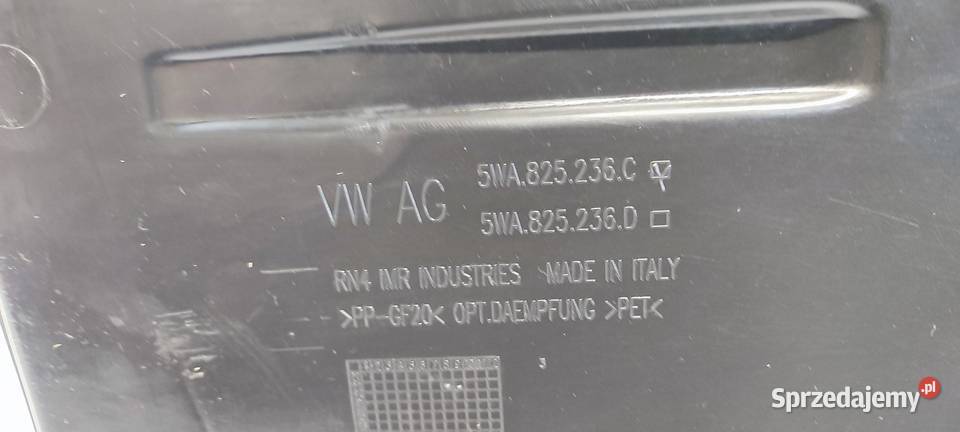 5WA.825.236.C
VW AG
5WA.825.236.D
RN4 IMR INDUSTRIES MADE IN ITALY
>PP-GF20< OPT.DAEMPFUNG >PET<
3
Sprzedajemy.pl